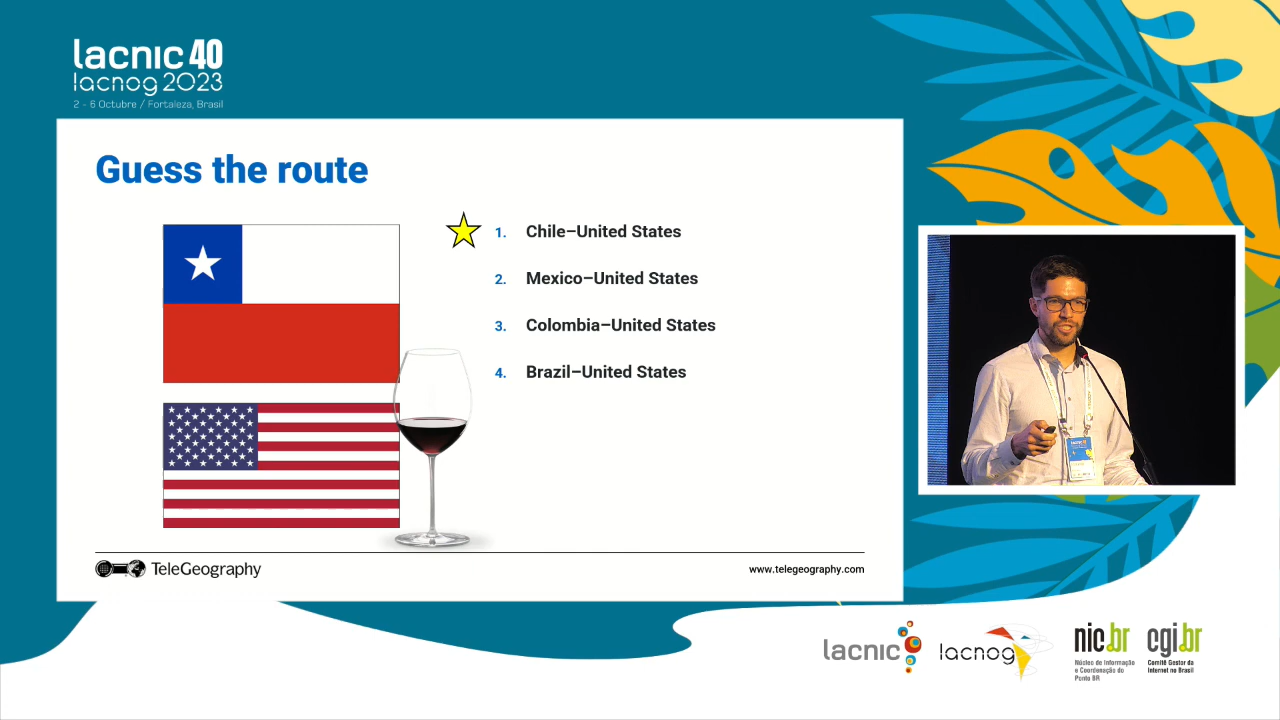 lacnic 40
lacnog 2023
2 - 6 Octubre / Fortaleza, Brasil
Guess the route
1. Chile–United States
2. Mexico–United States
3. Colombia–United States
4. Brazil–United States
TeleGeography
www.telegeography.com
lacnic 40
lacnic
lacnog
nic.br
Núcleo de Informação
e Coordenação do
Ponto BR
cgi.br
Comitê Gestor da
Internet no Brasil